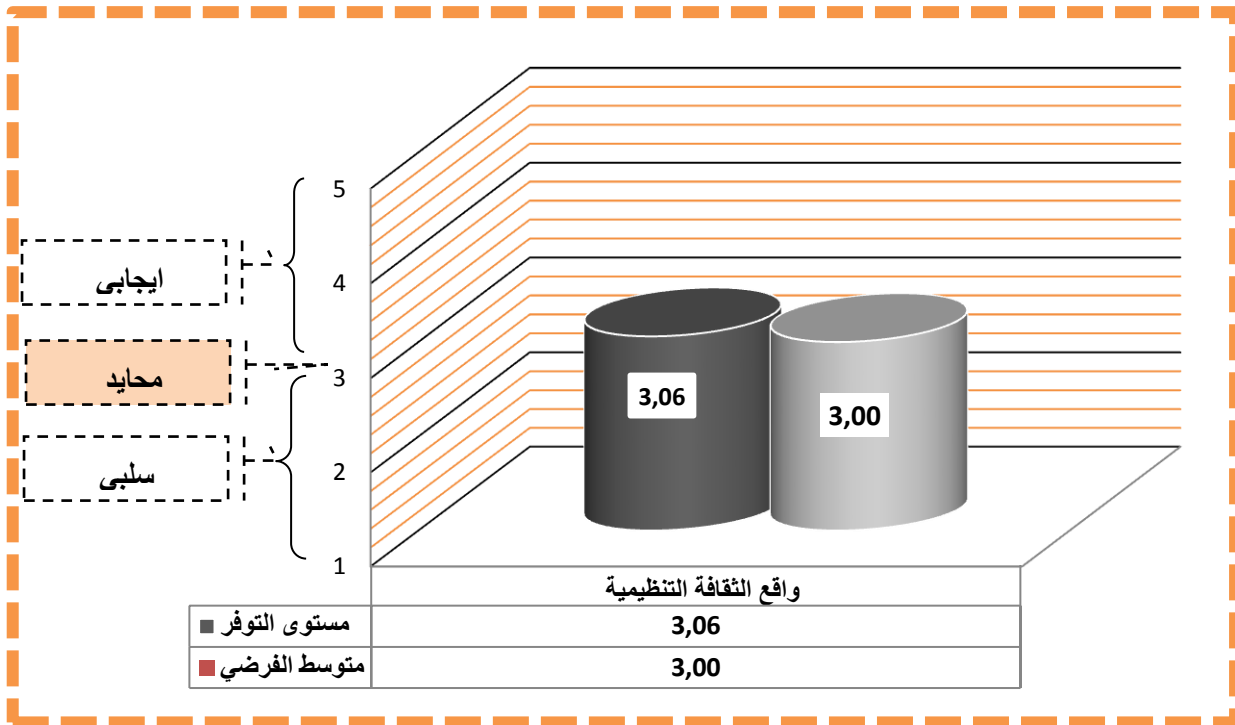 5
4
3
2
1
ايجابى
محايد
سلبى
3,06
3,00
واقع الثقافة التنظيمية
مستوى التوفر 3,06
متوسط الفرضي 3,00